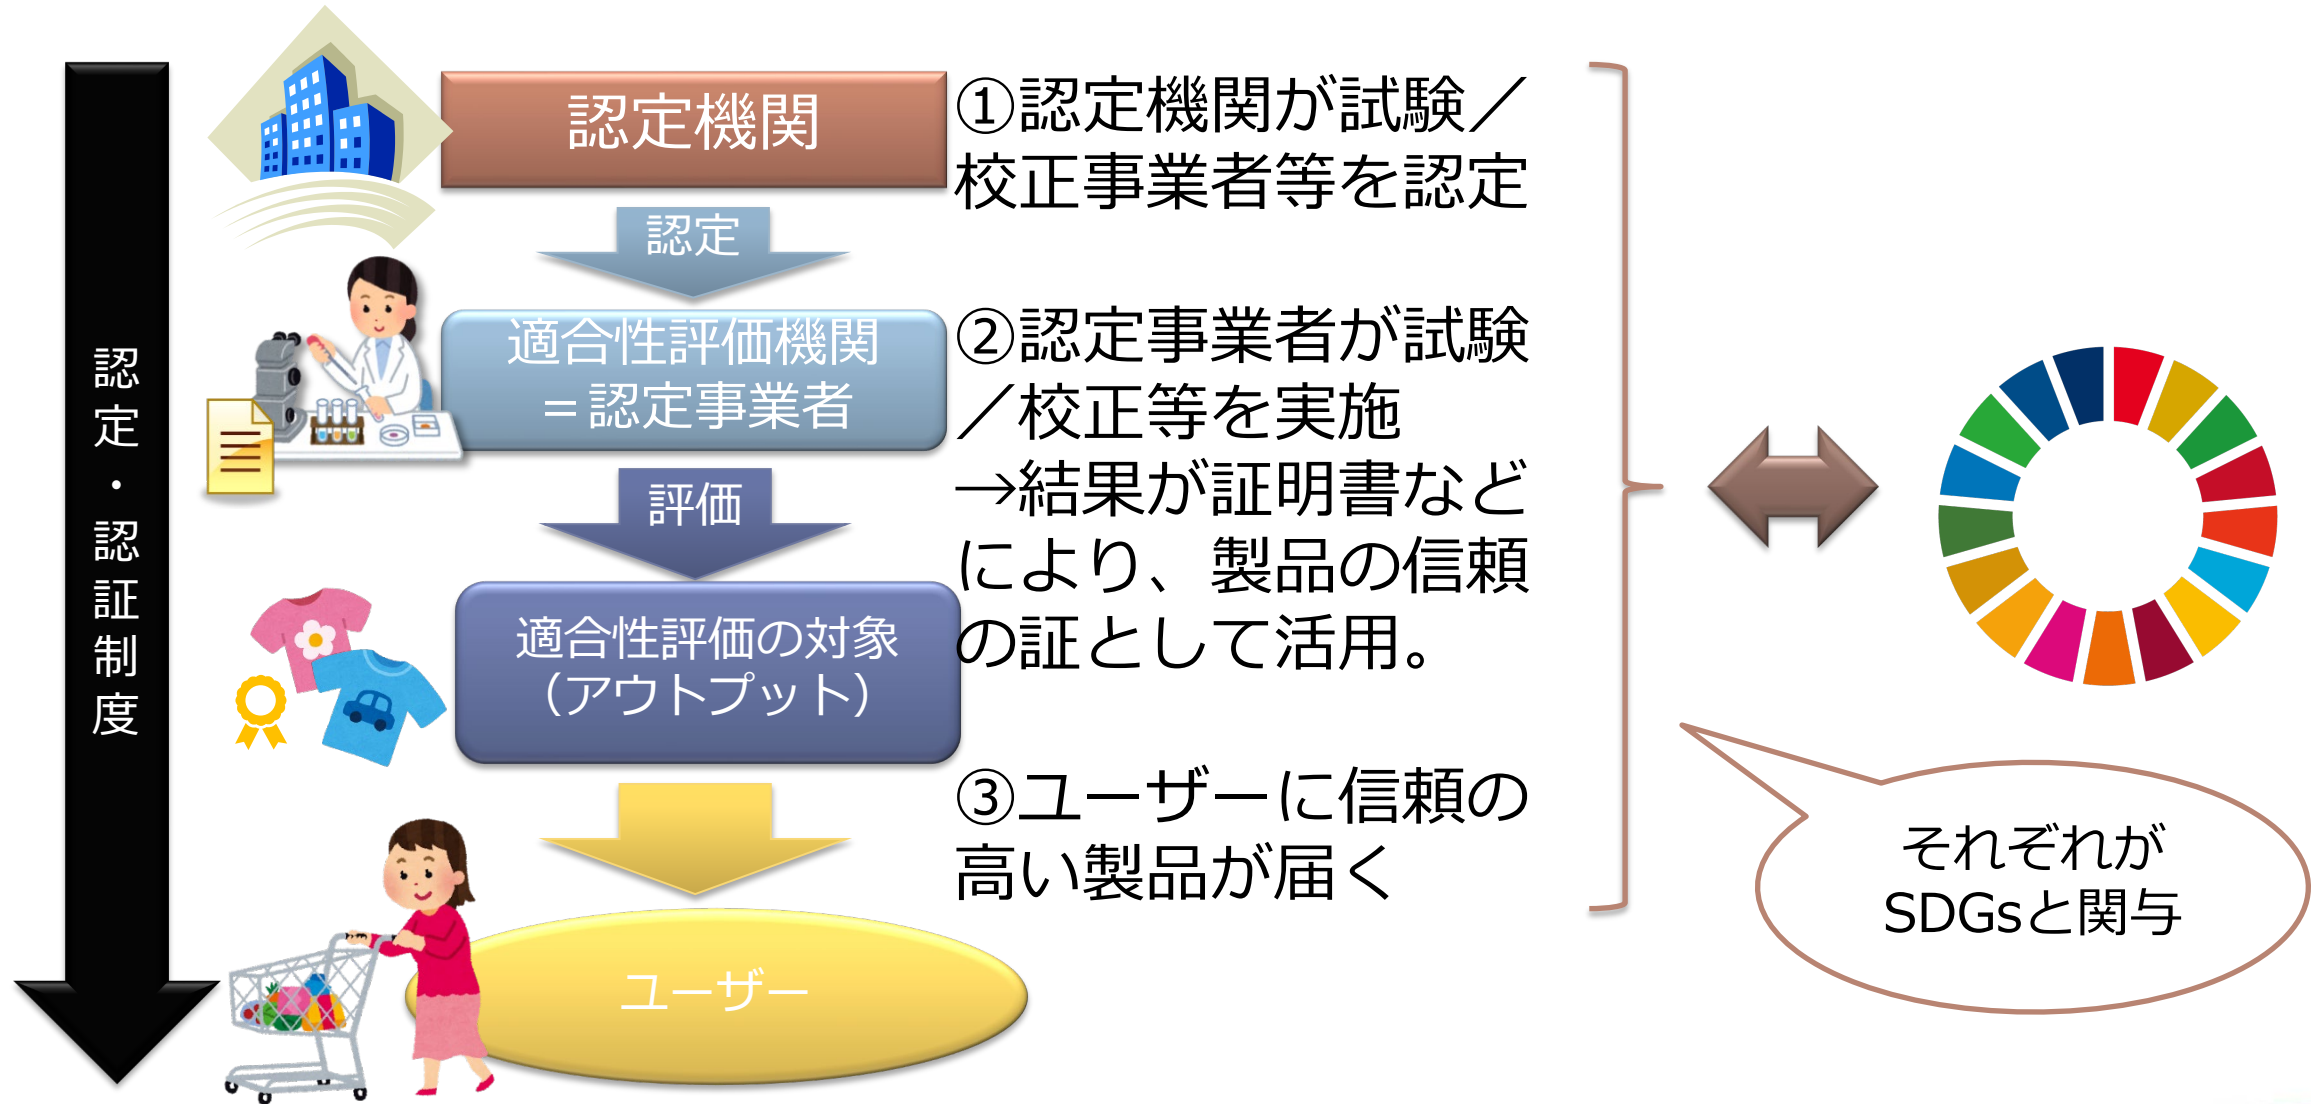 認定・認証制度
認定機関
認定
適合性評価機関
＝認定事業者
評価
適合性評価の対象
（アウトプット）
ユーザー
①認定機関が試験／
校正事業者等を認定
②認定事業者が試験
／校正等を実施
→結果が証明書など
により、製品の信頼
の証として活用。
③ユーザーに信頼の
高い製品が届く
それぞれが
SDGsと関与